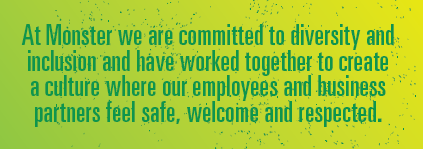 At Monster we are committed to diversity and
inclusion and have worked together to create
a culture where our employees and business
partners feel safe, welcome and respected.